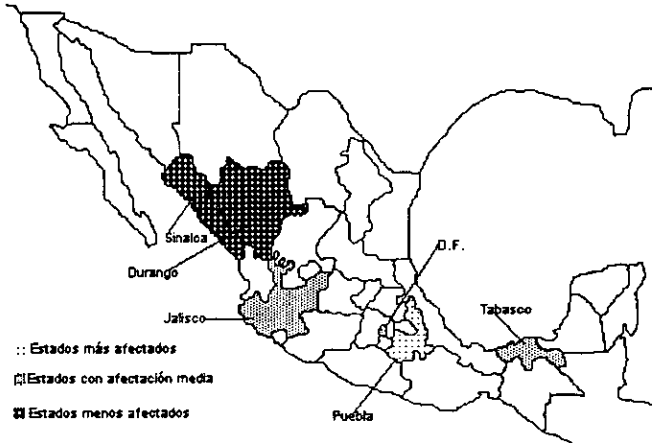 D.F.
Sinaloa
Durango
Tabasco
Jalisco
Estados más afectados
Estados con afectación media
Estados menos afectados
Puebla